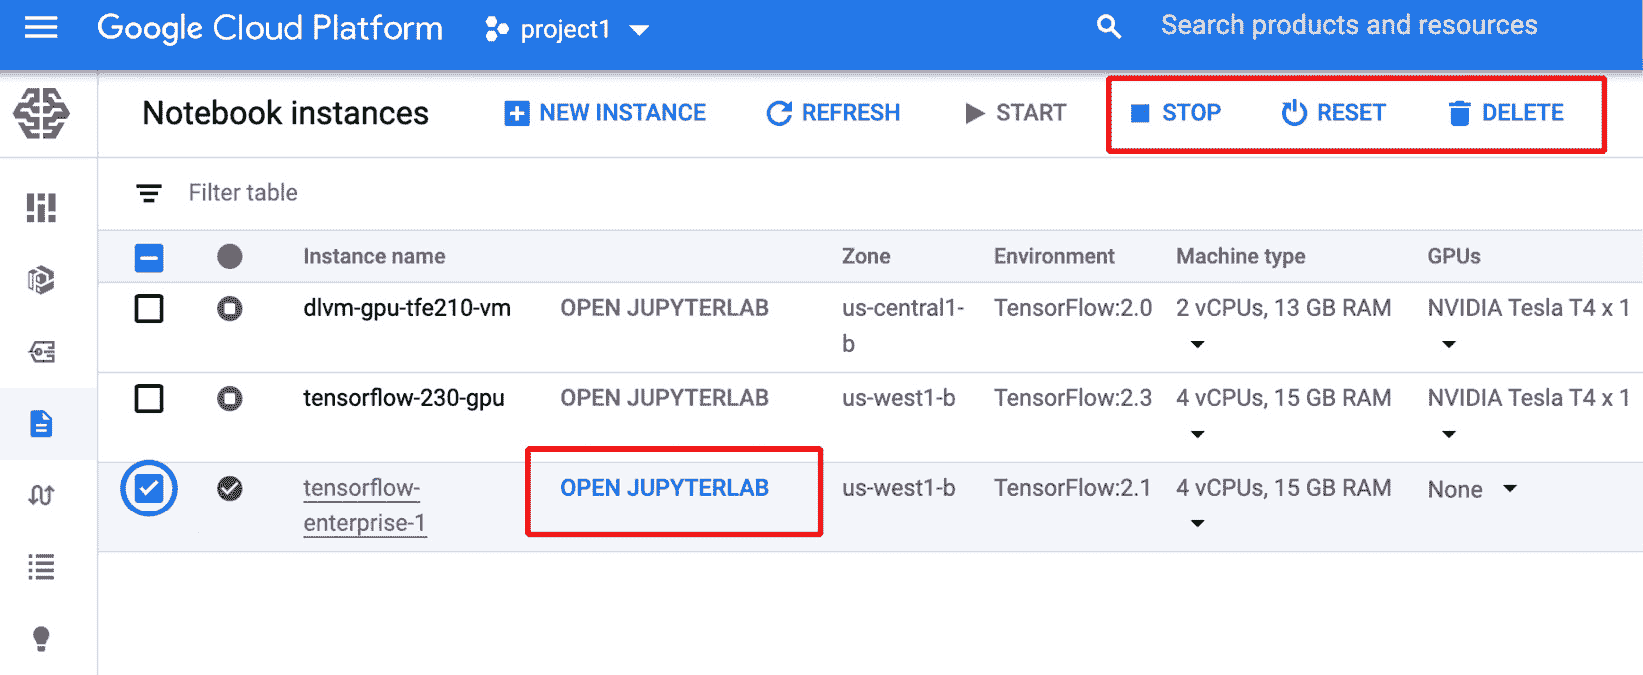 Google Cloud Platform project1 Search products and resources
Notebook instances NEW INSTANCE REFRESH START STOP RESET DELETE
Filter table
Instance name Zone Environment Machine type GPUs
dlvm-gpu-tfe210-vm OPEN JUPYTERLAB us-central1- TensorFlow:2.0 2 vCPUs, 13 GB RAM NVIDIA Tesla T4 x 1
b
tensorflow-230-gpu OPEN JUPYTERLAB us-west1-b TensorFlow:2.3 4 vCPUs, 15 GB RAM NVIDIA Tesla T4 x 1
tensorflow- OPEN JUPYTERLAB us-west1-b TensorFlow:2.1 4 vCPUs, 15 GB RAM None
enterprise-1